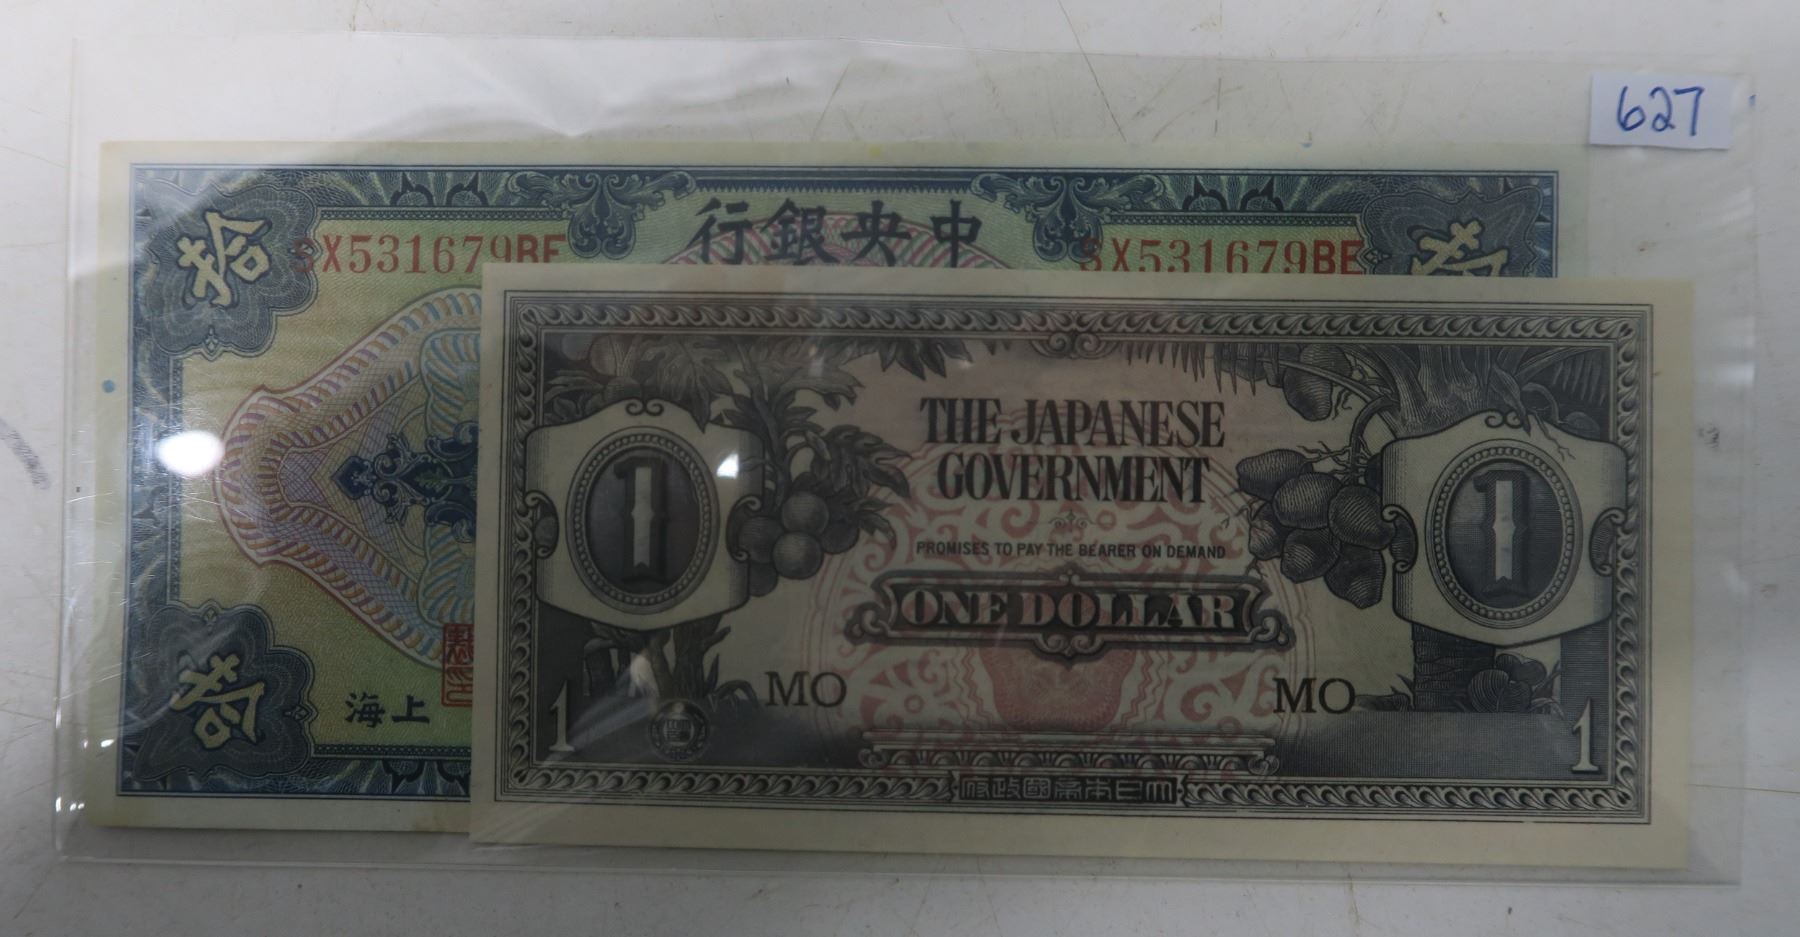 627
行銀央中
拾
SX531679BE
SX531679BE
拾
拾
上海
THE JAPANESE
GOVERNMENT
PROMISES TO PAY THE BEARER ON DEMAND
ONE DOLLAR
1
1
MO
MO
1
1
府政國帝本日大